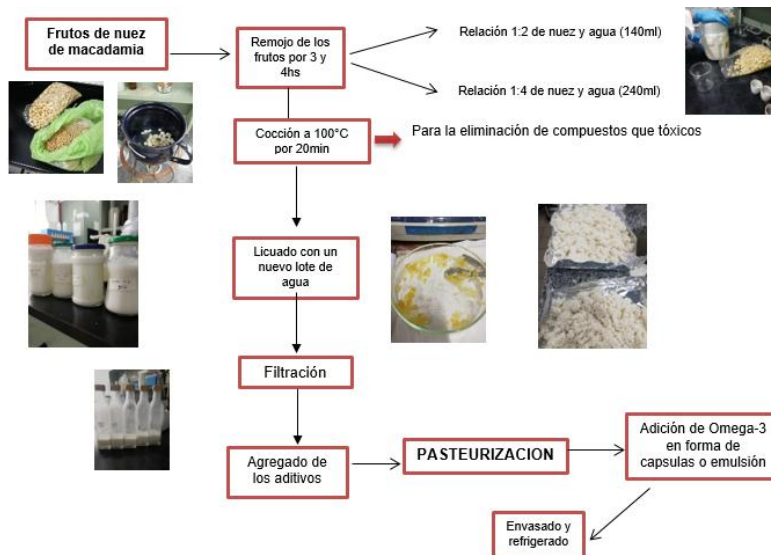 Frutos de nuez
de macadamia
Remojo de los
frutos por 3 y
4hs
Relación 1:2 de nuez y agua (140ml)
Relación 1:4 de nuez y agua (240ml)
Cocción a 100°C
por 20min
Para la eliminación de compuestos que tóxicos
Licuado con un
nuevo lote de
agua
Filtración
Agregado de
los aditivos
PASTEURIZACION
Adición de Omega-3
en forma de
capsulas o emulsión
Envasado y
refrigerado